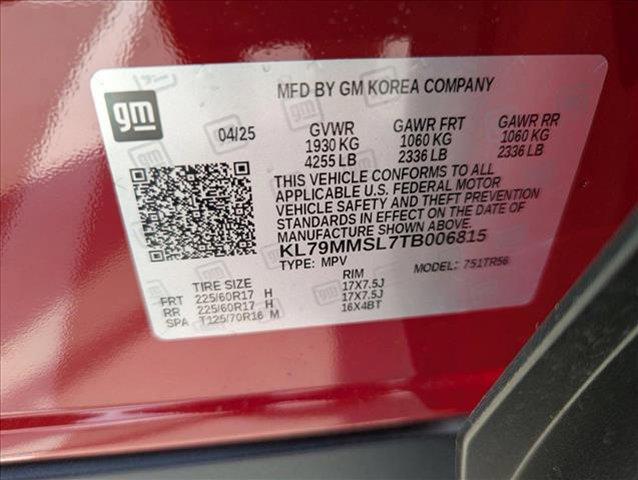 MFD BY GM KOREA COMPANY
gm
04/25 GVWR GAWR FRT GAWR RR
1930 KG 1060 KG 1060 KG
4255 LB 2336 LB 2336 LB
THIS VEHICLE CONFORMS TO ALL
APPLICABLE U.S. FEDERAL MOTOR
VEHICLE SAFETY AND THEFT PREVENTION
STANDARDS IN EFFECT ON THE DATE OF
MANUFACTURE SHOWN ABOVE.
KL79MMSL7TB006815
TYPE: MPV MODEL: 751TR56
TIRE SIZE RIM
FRT 225/60R17 H 17X7.5J
RR 225/60R17 H 17X7.5J
SPA T125/70R16 M 16X4BT